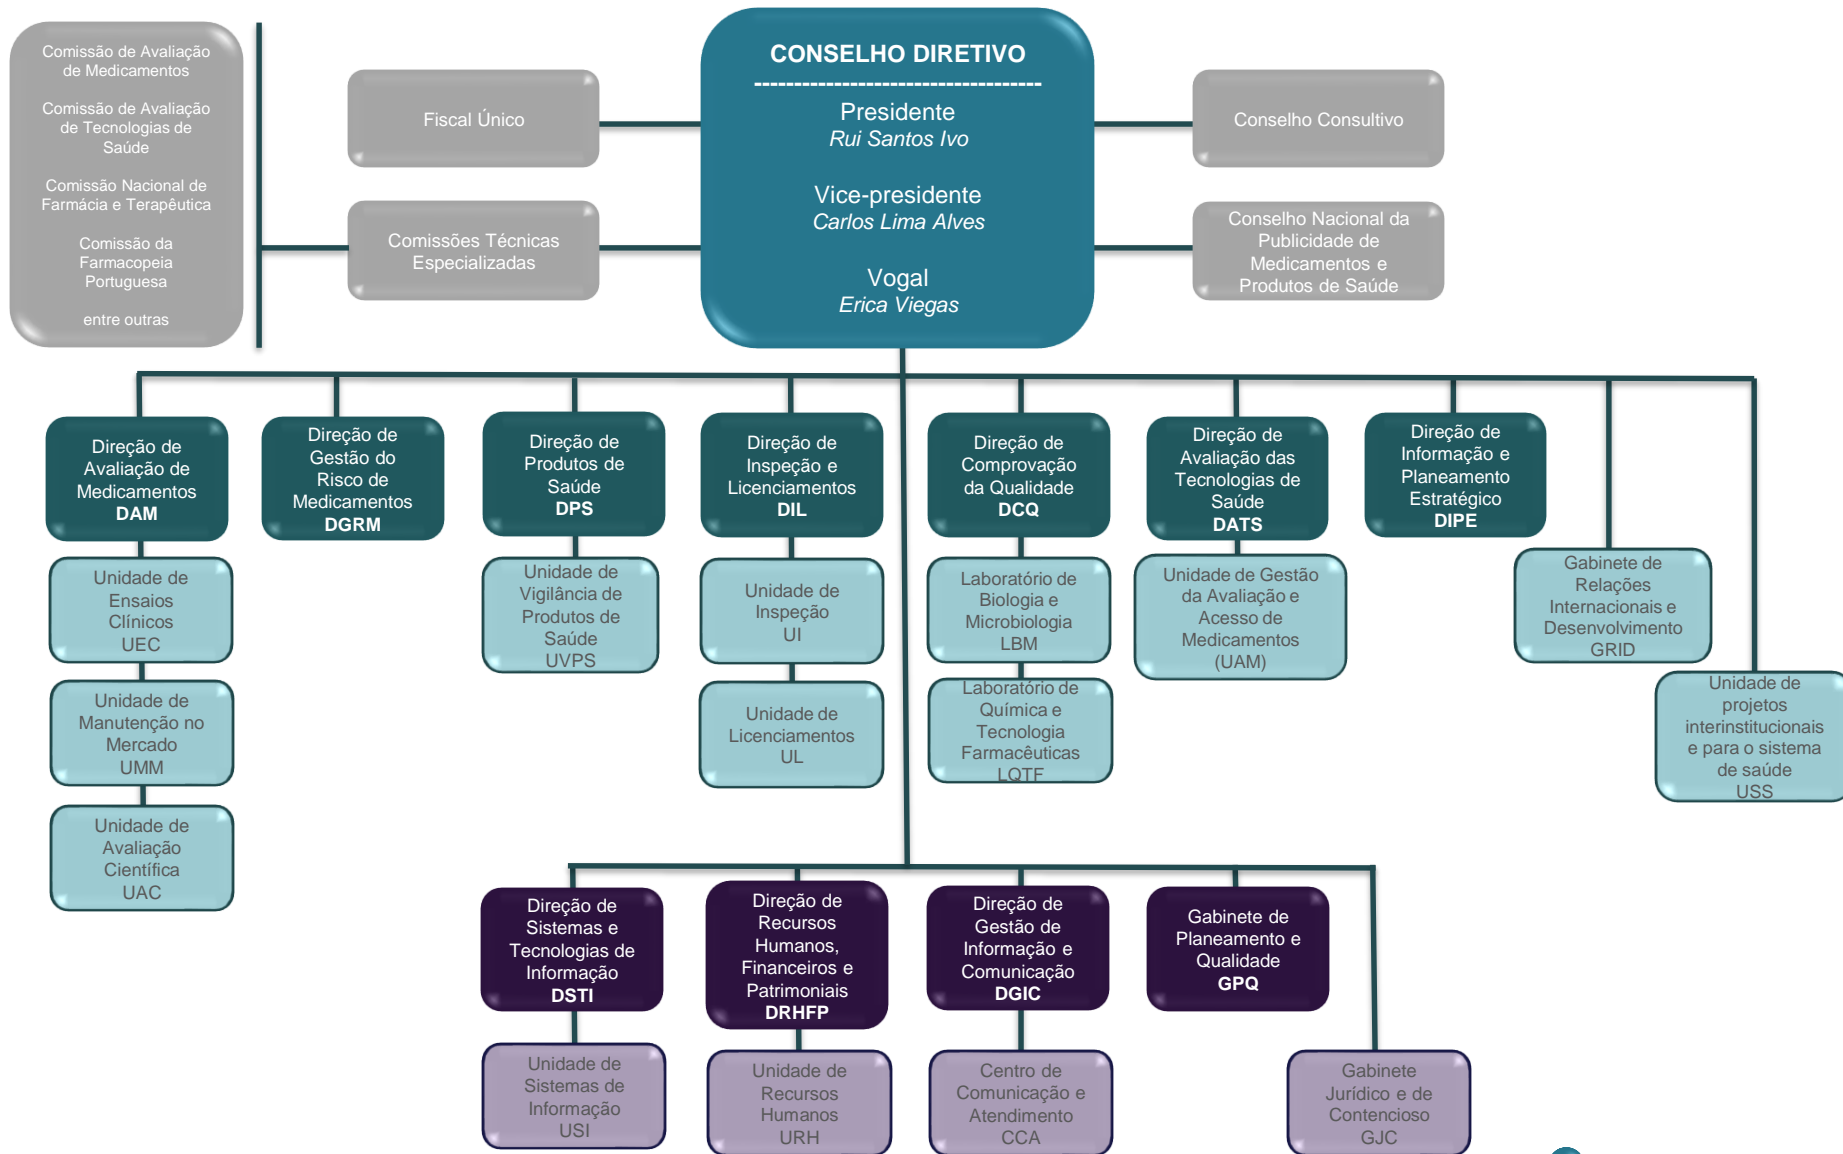 Comissão de Avaliação
de Medicamentos
Comissão de Avaliação
de Tecnologias de
Saúde
Comissão Nacional de
Farmácia e Terapêutica
Comissão da
Farmacopeia
Portuguesa
entre outras
Fiscal Único
Comissões Técnicas
Especializadas
CONSELHO DIRETIVO
------------------------------------
Presidente
Rui Santos Ivo
Vice-presidente
Carlos Lima Alves
Vogal
Erica Viegas
Conselho Consultivo
Conselho Nacional da
Publicidade de
Medicamentos e
Produtos de Saúde
Direção de
Avaliação de
Medicamentos
DAM
Direção de
Gestão do
Risco de
Medicamentos
DGRM
Direção de
Produtos de
Saúde
DPS
Direção de
Inspeção e
Licenciamentos
DIL
Direção de
Comprovação
da Qualidade
DCQ
Direção de
Avaliação das
Tecnologias de
Saúde
DATS
Direção de
Informação e
Planeamento
Estratégico
DIPE
Unidade de
Ensaios
Clínicos
UEC
Unidade de
Vigilância de
Produtos de
Saúde
UVPS
Unidade de
Inspeção
UI
Laboratório de
Biologia e
Microbiologia
LBM
Unidade de Gestão
da Avaliação e
Acesso de
Medicamentos
(UAM)
Gabinete de
Relações
Internacionais e
Desenvolvimento
GRID
Unidade de
Manutenção no
Mercado
UMM
Unidade de
Licenciamentos
UL
Laboratório de
Química e
Tecnologia
Farmacêuticas
LQTF
Unidade de
projetos
interinstitucionais
e para o sistema
de saúde
USS
Unidade de
Avaliação
Científica
UAC
Direção de
Sistemas e
Tecnologias de
Informação
DSTI
Direção de
Recursos
Humanos,
Financeiros e
Patrimoniais
DRHFP
Direção de
Gestão de
Informação e
Comunicação
DGIC
Gabinete de
Planeamento e
Qualidade
GPQ
Unidade de
Sistemas de
Informação
USI
Unidade de
Recursos
Humanos
URH
Centro de
Comunicação e
Atendimento
CCA
Gabinete
Jurídico e de
Contencioso
GJC